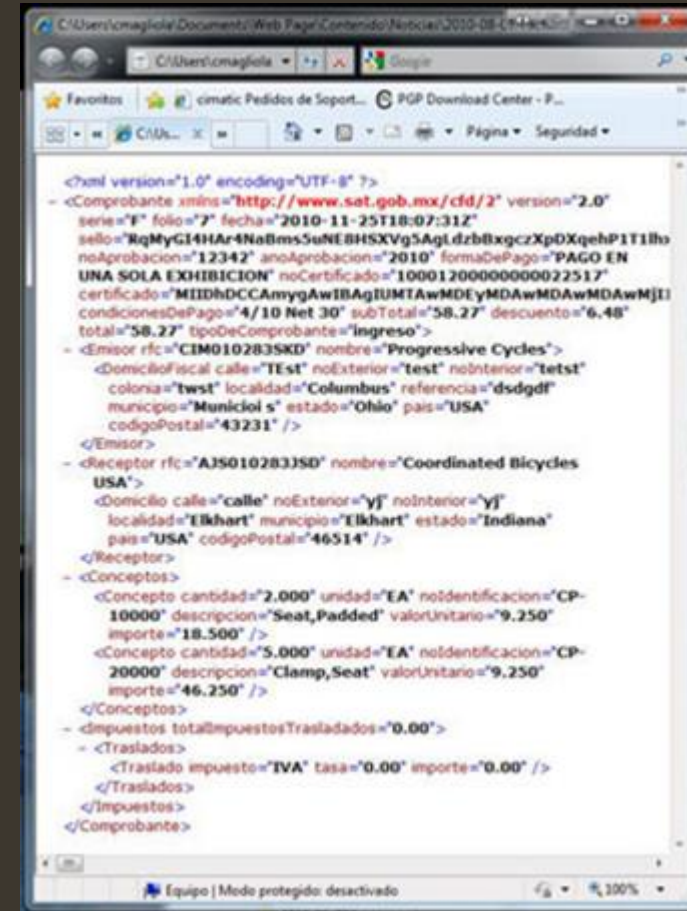 C:\Users\cmagliola\Documents\Web Page\Contenido\Noticias\2010-08-
C:\Users\cmagliola
Google
Favoritos cimatic Pedidos de Soport... PGP Download Center - P...
C:\Us... Página Seguridad
<?xml version="1.0" encoding="UTF-8" ?>
- <Comprobante xmlns="http://www.sat.gob.mx/cfd/2" version="2.0"
serie="F" folio="7" fecha="2010-11-25T18:07:31Z"
sello="RqMyGI4HAr4NaBms5uNE8HSXVg5AgLdzbBxgczXpDXqehP1T1lhx
noAprobacion="12342" anoAprobacion="2010" formaDePago="PAGO EN
UNA SOLA EXHIBICION" noCertificado="10001200000000022517"
certificado="MIIDhDCCAmygAwIBAgIUMTAwMDEyMDAwMDAwMDAwMjI
condicionesDePago="4/10 Net 30" subTotal="58.27" descuento="6.48"
total="58.27" tipoDeComprobante="ingreso">
- <Emisor rfc="CIM010283SKD" nombre="Progressive Cycles">
<DomicilioFiscal calle="TEst" noExterior="test" noInterior="tetst"
colonia="twst" localidad="Columbus" referencia="dsdgdf"
municipio="Municioi s" estado="Ohio" pais="USA"
codigoPostal="43231" />
</Emisor>
- <Receptor rfc="AJS010283JSD" nombre="Coordinated Bicycles
USA">
<Domicilio calle="calle" noExterior="yj" noInterior="yj"
localidad="Elkhart" municipio="Elkhart" estado="Indiana"
pais="USA" codigoPostal="46514" />
</Receptor>
- <Conceptos>
<Concepto cantidad="2.000" unidad="EA" noIdentificacion="CP-
10000" descripcion="Seat,Padded" valorUnitario="9.250"
importe="18.500" />
<Concepto cantidad="5.000" unidad="EA" noIdentificacion="CP-
20000" descripcion="Clamp,Seat" valorUnitario="9.250"
importe="46.250" />
</Conceptos>
- <Impuestos totalImpuestosTrasladados="0.00">
- <Traslados>
<Traslado impuesto="IVA" tasa="0.00" importe="0.00" />
</Traslados>
</Impuestos>
</Comprobante>
Equipo | Modo protegido: desactivado 100%